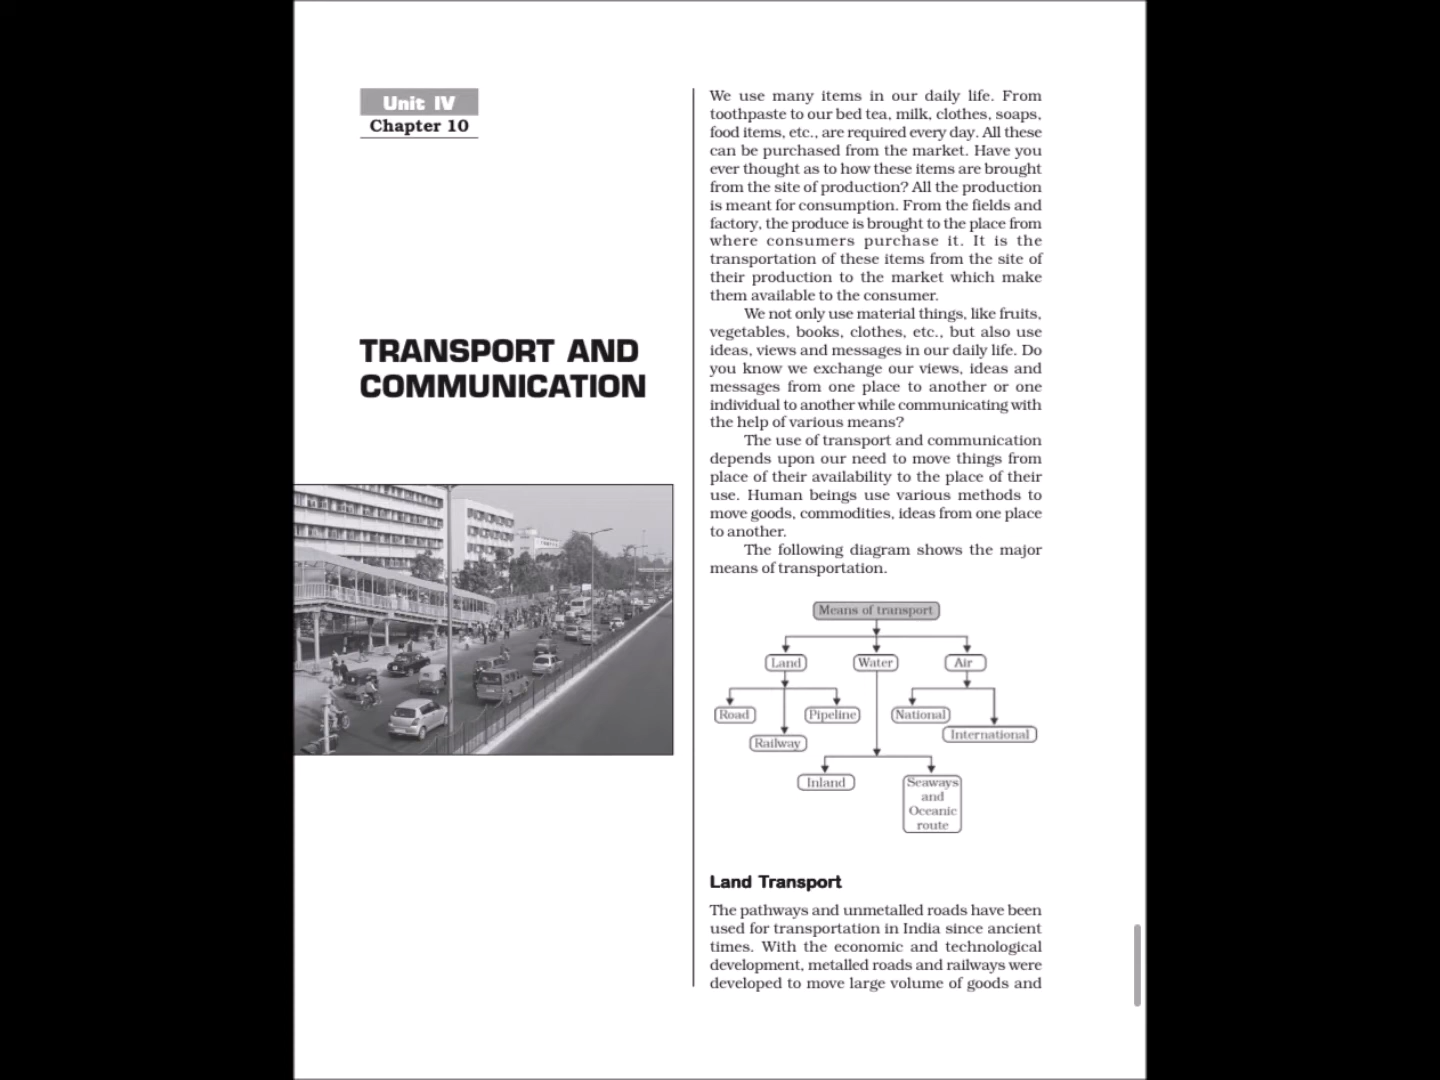 Unit IV
Chapter 10
TRANSPORT AND
COMMUNICATION
We use many items in our daily life. From
toothpaste to our bed tea, milk, clothes, soaps,
food items, etc., are required every day. All these
can be purchased from the market. Have you
ever thought as to how these items are brought
from the site of production? All the production
is meant for consumption. From the fields and
factory, the produce is brought to the place from
where consumers purchase it. It is the
transportation of these items from the site of
their production to the market which make
them available to the consumer.
We not only use material things, like fruits,
vegetables, books, clothes, etc., but also use
ideas, views and messages in our daily life. Do
you know we exchange our views, ideas and
messages from one place to another or one
individual to another while communicating with
the help of various means?
The use of transport and communication
depends upon our need to move things from
place of their availability to the place of their
use. Human beings use various methods to
move goods, commodities, ideas from one place
to another.
The following diagram shows the major
means of transportation.
Means of transport
Land
Water
Air
Road
Pipeline
National
International
Railway
Inland
Seaways
and
Oceanic
route
Land Transport
The pathways and unmetalled roads have been
used for transportation in India since ancient
times. With the economic and technological
development, metalled roads and railways were
developed to move large volume of goods and